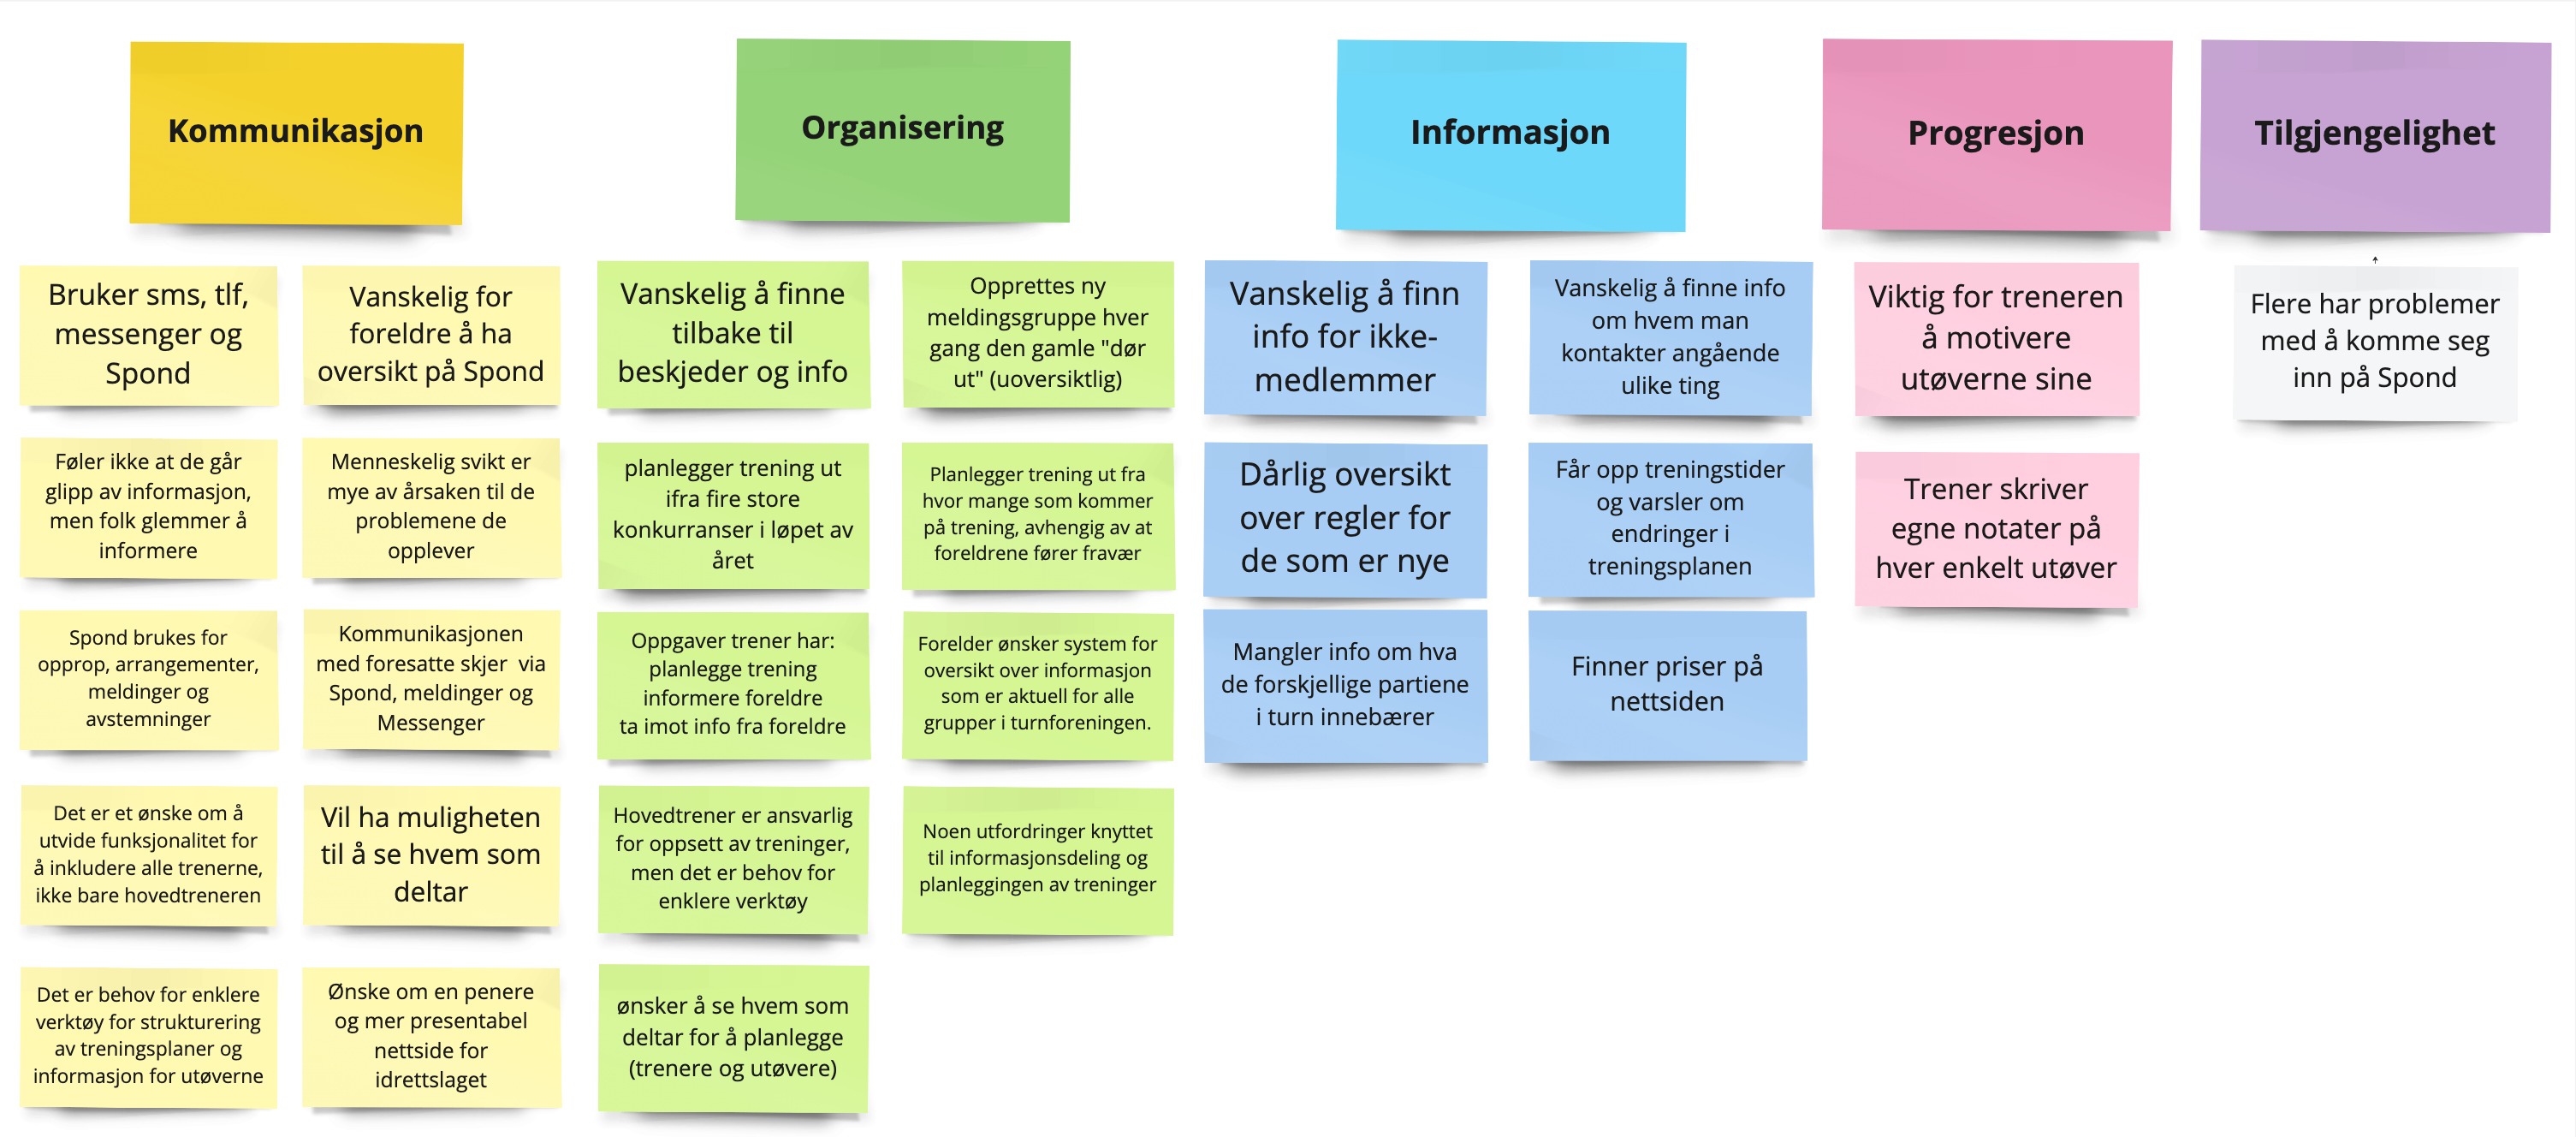 Kommunikasjon
Bruker sms, tlf,
messenger og
Spond
Vanskelig for
foreldre å ha
oversikt på Spond
Føler ikke at de går
glipp av informasjon,
men folk glemmer å
informere
Menneskelig svikt er
mye av årsaken til de
problemene de
opplever
Spond brukes for
opprop, arrangementer,
meldinger og
avstemninger
Kommunikasjonen
med foresatte skjer  via
Spond, meldinger og
Messenger
Det er et ønske om å
utvide funksjonalitet for
å inkludere alle trenerne,
ikke bare hovedtreneren
Vil ha muligheten
til å se hvem som
deltar
Det er behov for enklere
verktøy for strukturering
av treningsplaner og
informasjon for utøverne
Ønske om en penere
og mer presentabel
nettside for
idrettslaget
Organisering
Vanskelig å finne
tilbake til
beskjeder og info
Opprettes ny
meldingsgruppe hver
gang den gamle "dør
ut" (uoversiktlig)
planlegger trening ut
ifra fire store
konkurranser i løpet av
året
Planlegger trening ut fra
hvor mange som kommer
på trening, avhengig av at
foreldrene fører fravær
Oppgaver trener har:
planlegge trening
informere foreldre
ta imot info fra foreldre
Forelder ønsker system for
oversikt over informasjon
som er aktuell for alle
grupper i turnforeningen.
Hovedtrener er ansvarlig
for oppsett av treninger,
men det er behov for
enklere verktøy
Noen utfordringer knyttet
til informasjonsdeling og
planleggingen av treninger
ønsker å se hvem som
deltar for å planlegge
(trenere og utøvere)
Informasjon
Vanskelig å finn
info for ikke-
medlemmer
Vanskelig å finne info
om hvem man
kontakter angående
ulike ting
Dårlig oversikt
over regler for
de som er nye
Får opp treningstider
og varsler om
endringer i
treningsplanen
Mangler info om hva
de forskjellige partiene
i turn innebærer
Finner priser på
nettsiden
Progresjon
Viktig for treneren
å motivere
utøverne sine
Trener skriver
egne notater på
hver enkelt utøver
Tilgjengelighet
Flere har problemer
med å komme seg
inn på Spond